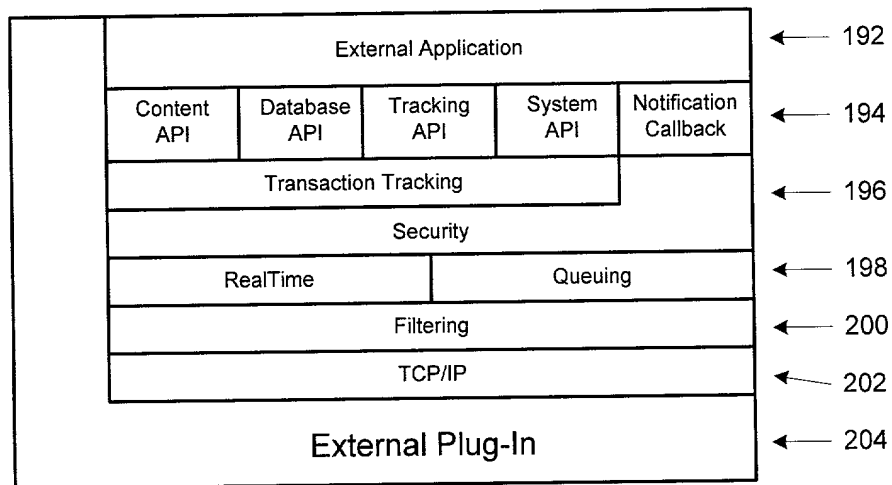 External Application
192
Content
API
Database
API
Tracking
API
System
API
Notification
Callback
194
Transaction Tracking
196
Security
RealTime
Queuing
198
Filtering
200
TCP/IP
202
External Plug-In
204